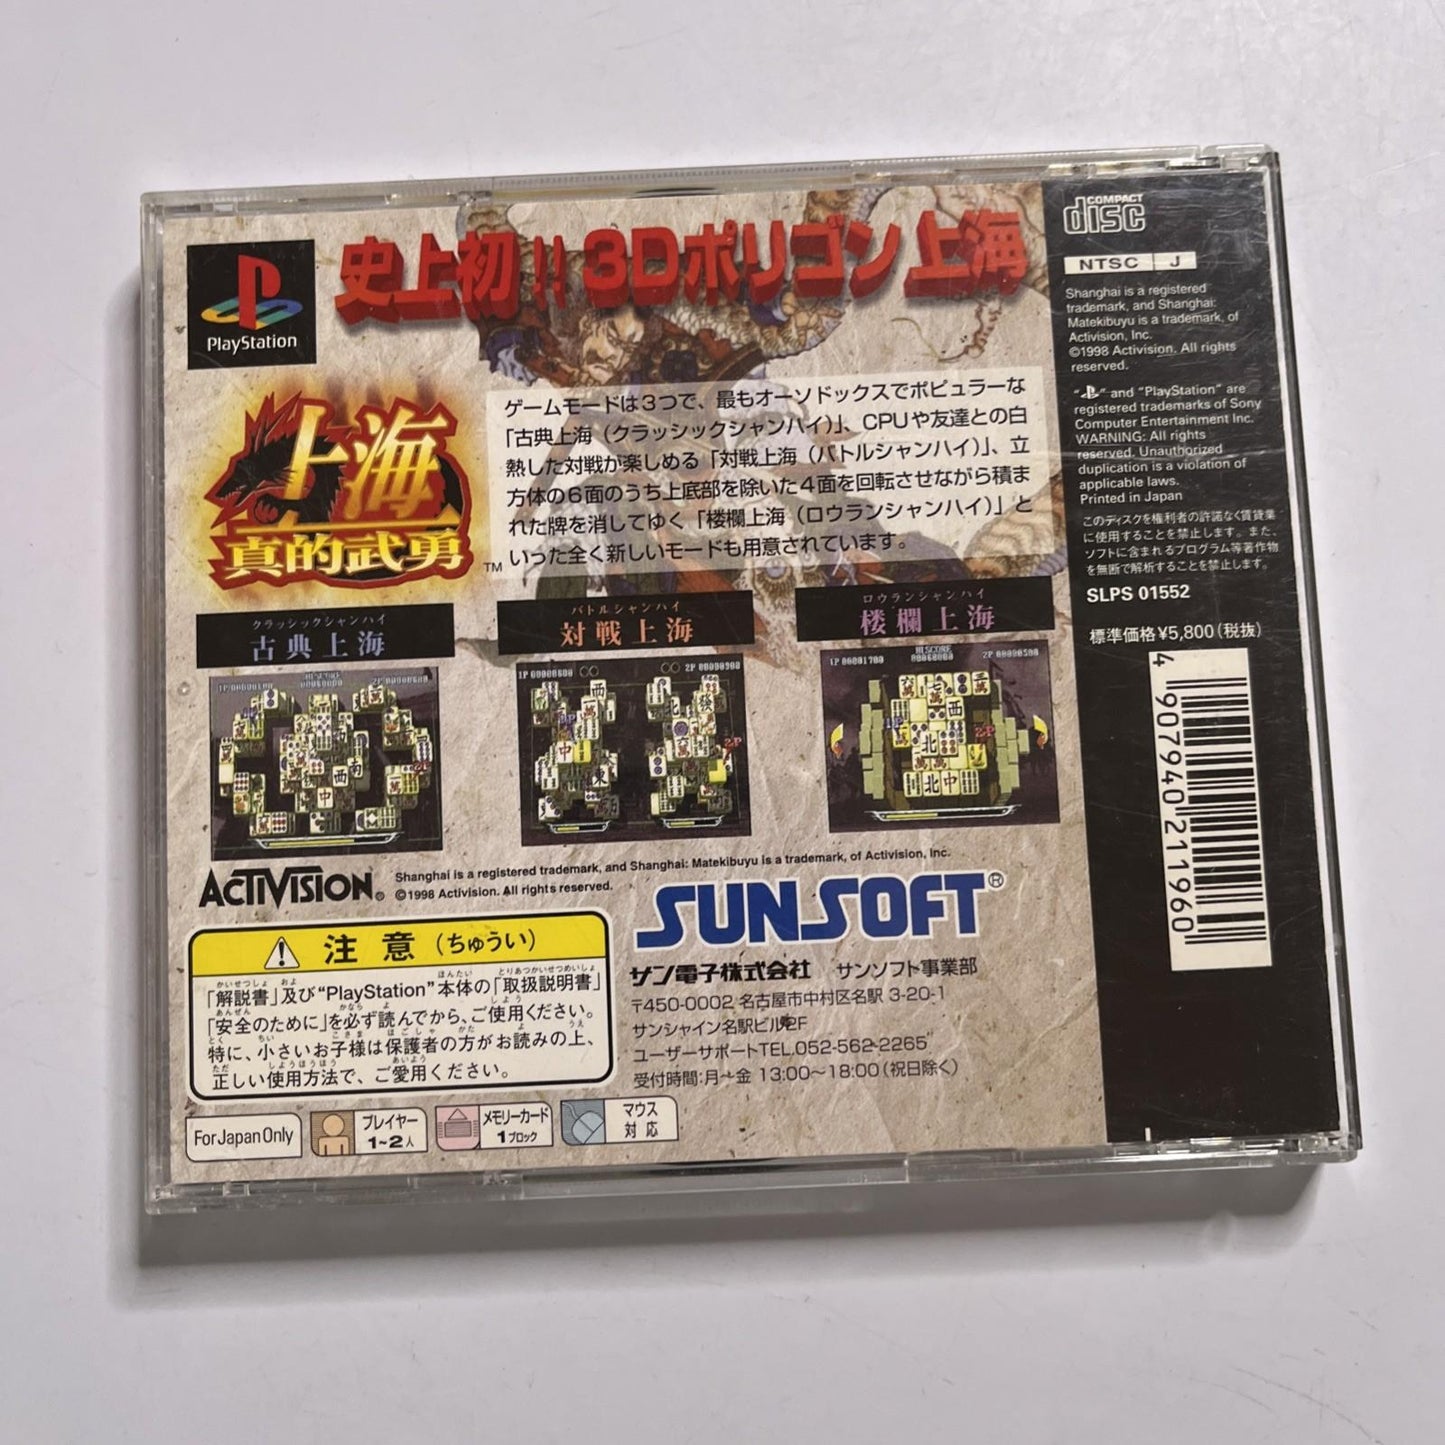 PlayStation
史上初!! 3Dポリゴン上海
上海
真的武勇
TM
ゲームモードは3つで、最もオーソドックスでポピュラーな
「古典上海（クラッシックシャンハイ）」、CPUや友達との白
熱した対戦が楽しめる「対戦上海（バトルシャンハイ）」、立
方体の6面のうち上底部を除いた4面を回転させながら積ま
れた牌を消してゆく「楼欄上海（ロウランシャンハイ）」と
いった全く新しいモードも用意されています。
クラッシックシャンハイ
古典上海
バトルシャンハイ
対戦上海
ロウランシャンハイ
楼欄上海
ACTIVISION®
Shanghai is a registered trademark, and Shanghai: Matekibuyu is a trademark, of Activision, Inc.
©1998 Activision. All rights reserved.
SUNSOFT®
サン電子株式会社 サンソフト事業部
〒450-0002 名古屋市中村区名駅 3-20-1
サンシャイン名駅ビル2F
ユーザーサポートTEL.052-562-2265
受付時間:月~金 13:00~18:00（祝日除く）
注意（ちゅうい）
「解説書」及び“PlayStation”本体の「取扱説明書」
「安全のために」を必ず読んでから、ご使用ください。
特に、小さいお子様は保護者の方がお読みの上、
正しい使用方法で、ご愛用ください。
For Japan Only
プレイヤー
1~2人
メモリーカード
1ブロック
マウス
対応
COMPACT
disc
NTSC J
Shanghai is a registered
trademark, and Shanghai:
Matekibuyu is a trademark, of
Activision, Inc.
©1998 Activision. All rights
reserved.
“PS” and “PlayStation” are
registered trademarks of Sony
Computer Entertainment Inc.
WARNING: All rights
reserved. Unauthorized
duplication is a violation of
applicable laws.
Printed in Japan
このディスクを権利者の許諾なく賃貸業
に使用することを禁止します。また、
ソフトに含まれるプログラム等著作物
を無断で解析することを禁止します。
SLPS 01552
標準価格¥5,800（税抜）
4 907940 211960